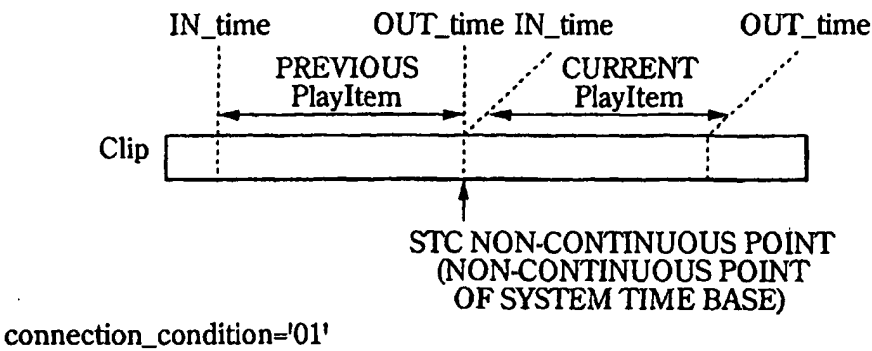 IN_time OUT_time IN_time OUT_time
PREVIOUS CURRENT
PlayItem PlayItem
Clip
STC NON-CONTINUOUS POINT
(NON-CONTINUOUS POINT
OF SYSTEM TIME BASE)
connection_condition='01'